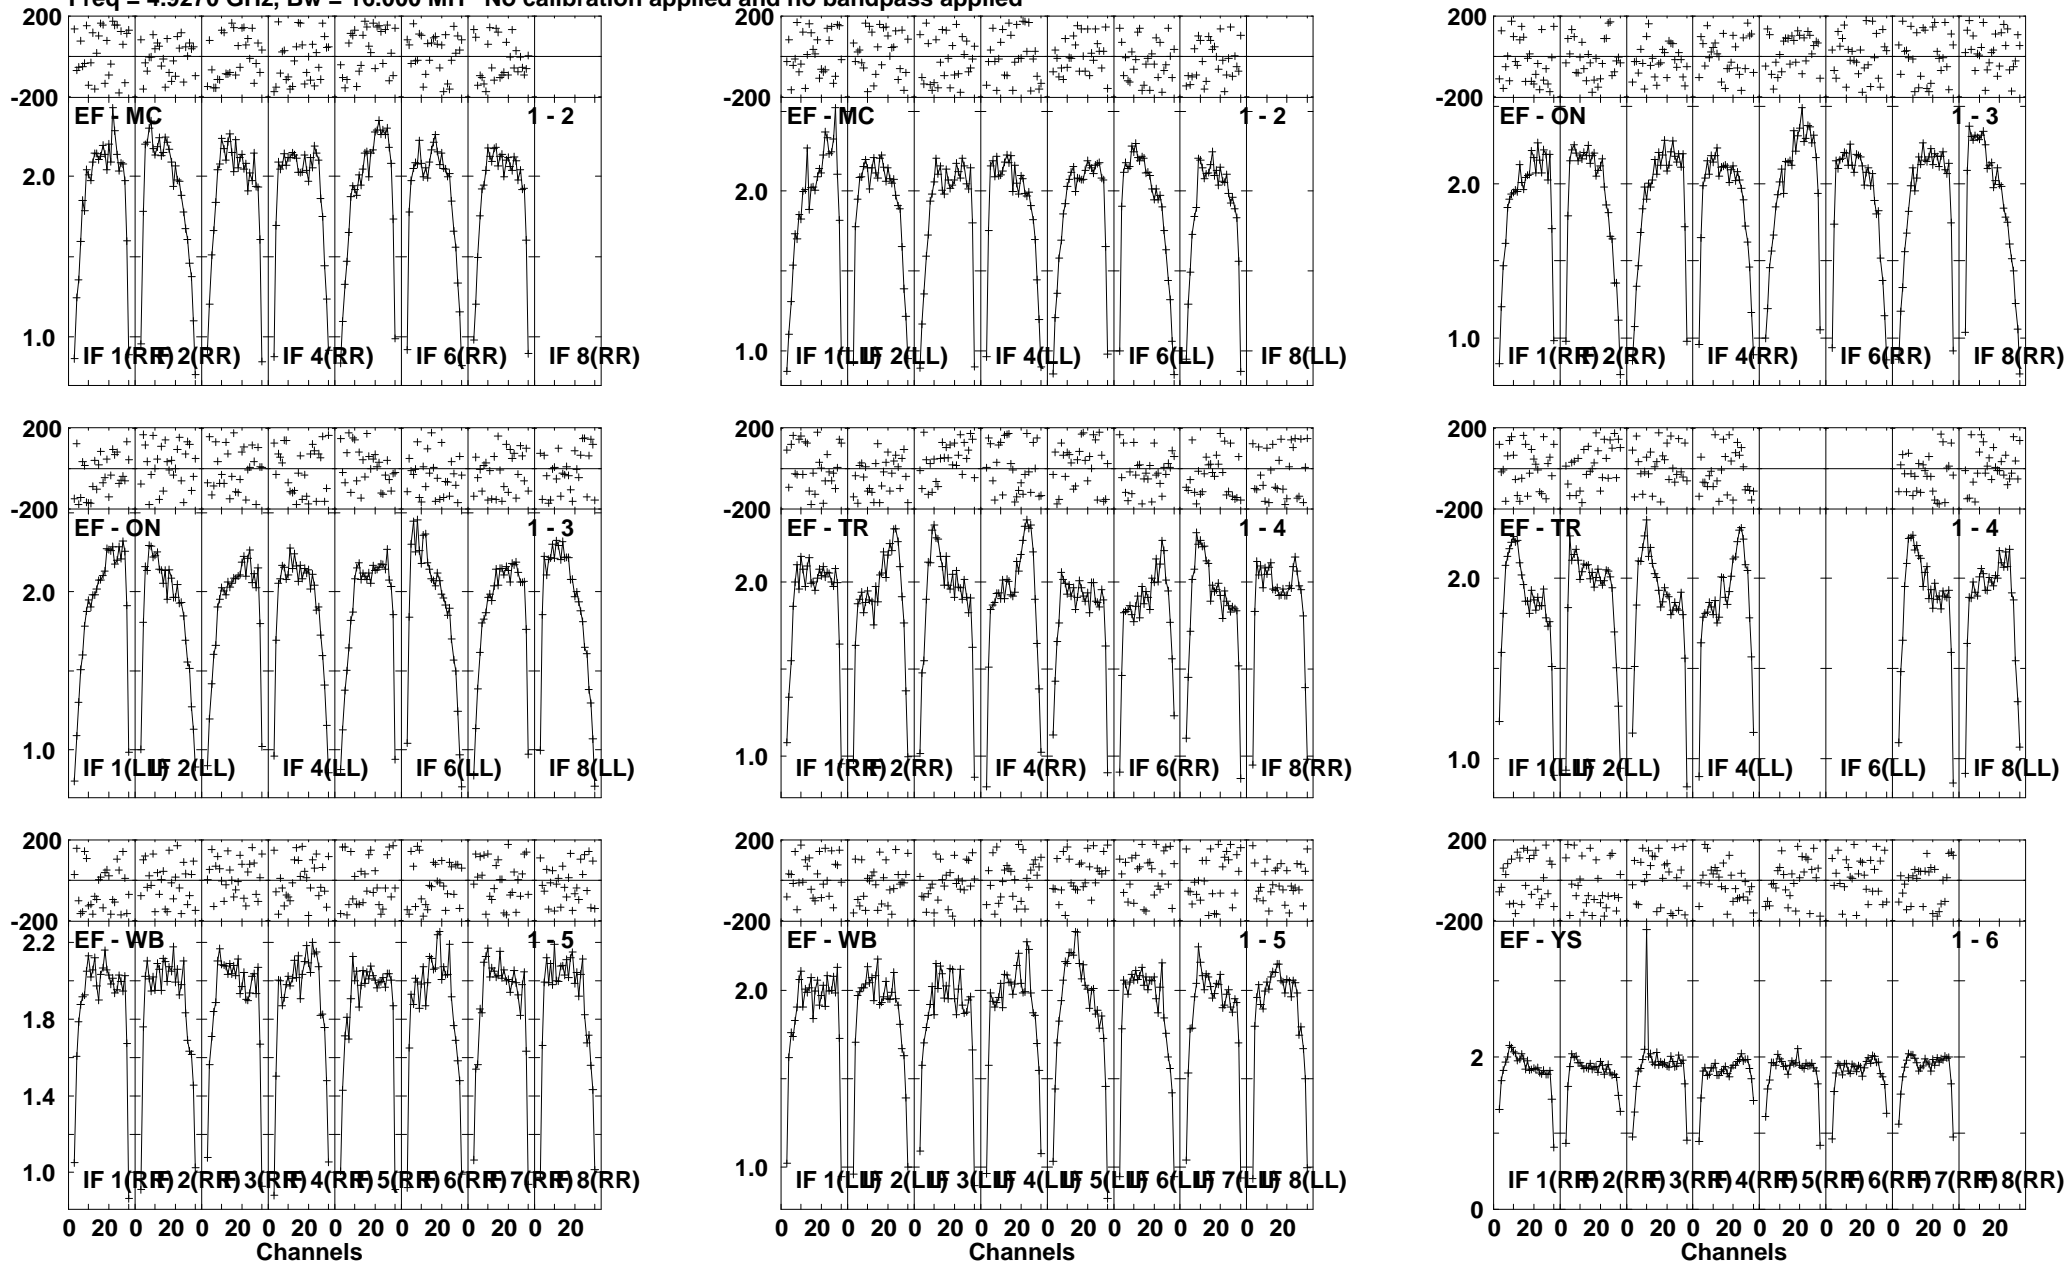 Freq = 4.9270 GHz, Bw = 16.000 MH No calibration applied and no bandpass applied
200 200 200
-200 -200 -200
EF - MC 1 - 2 EF - MC 1 - 2 EF - ON 1 - 3
2.0 2.0 2.0
1.0 1.0 1.0
IF 1(RR) IF 2(RR) IF 4(RR) IF 6(RR) IF 8(RR) IF 1(LL) IF 2(LL) IF 4(LL) IF 6(LL) IF 8(LL) IF 1(RR) IF 2(RR) IF 4(RR) IF 6(RR) IF 8(RR)
200 200 200
-200 -200 -200
EF - ON 1 - 3 EF - TR 1 - 4 EF - TR 1 - 4
2.0 2.0 2.0
1.0 1.0 1.0
IF 1(LL) IF 2(LL) IF 4(LL) IF 6(LL) IF 8(LL) IF 1(RR) IF 2(RR) IF 4(RR) IF 6(RR) IF 8(RR) IF 1(LL) IF 2(LL) IF 4(LL) IF 6(LL) IF 8(LL)
200 200 200
-200 -200 -200
EF - WB 1 - 5 EF - WB 1 - 5 EF - YS 1 - 6
2.2
2.0
1.8
2
1.4
1.0 1.0
IF 1(RR) IF 2(RR) IF 3(RR) IF 4(RR) IF 5(RR) IF 6(RR) IF 7(RR) IF 8(RR) IF 1(LL) IF 2(LL) IF 3(LL) IF 4(LL) IF 5(LL) IF 6(LL) IF 7(LL) IF 8(LL) IF 1(RR) IF 2(RR) IF 3(RR) IF 4(RR) IF 5(RR) IF 6(RR) IF 7(RR) IF 8(RR)
0
0 20 0 20 0 20 0 20 0 20 0 20 0 20 0 20 0 20 0 20 0 20 0 20 0 20 0 20 0 20 0 20 0 20 0 20 0 20 0 20 0 20 0 20 0 20 0 20
Channels Channels Channels